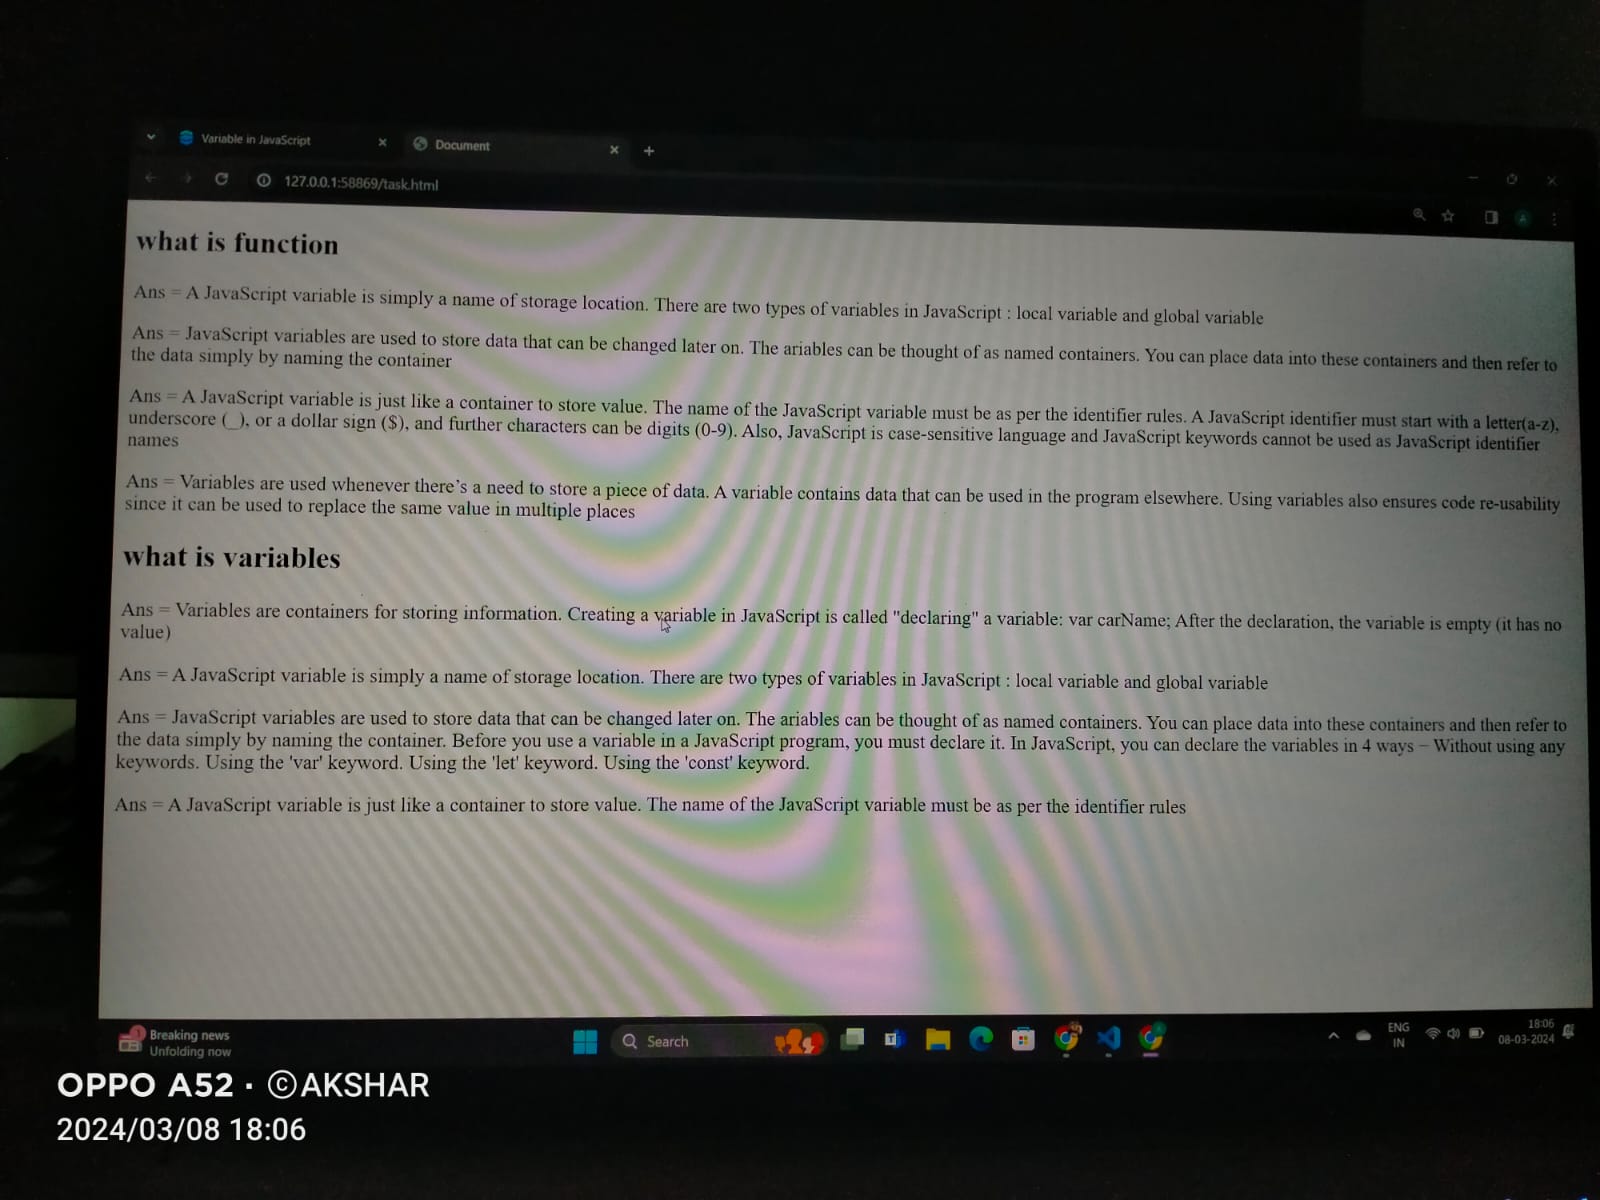 Variable in JavaScript
Document
127.0.0.1:58869/task.html
what is function
Ans = A JavaScript variable is simply a name of storage location. There are two types of variables in JavaScript : local variable and global variable
Ans = JavaScript variables are used to store data that can be changed later on. The ariables can be thought of as named containers. You can place data into these containers and then refer to
the data simply by naming the container
Ans = A JavaScript variable is just like a container to store value. The name of the JavaScript variable must be as per the identifier rules. A JavaScript identifier must start with a letter(a-z),
underscore (_), or a dollar sign ($), and further characters can be digits (0-9). Also, JavaScript is case-sensitive language and JavaScript keywords cannot be used as JavaScript identifier
names
Ans = Variables are used whenever there's a need to store a piece of data. A variable contains data that can be used in the program elsewhere. Using variables also ensures code re-usability
since it can be used to replace the same value in multiple places
what is variables
Ans = Variables are containers for storing information. Creating a variable in JavaScript is called "declaring" a variable: var carName; After the declaration, the variable is empty (it has no
value)
Ans = A JavaScript variable is simply a name of storage location. There are two types of variables in JavaScript : local variable and global variable
Ans = JavaScript variables are used to store data that can be changed later on. The ariables can be thought of as named containers. You can place data into these containers and then refer to
the data simply by naming the container. Before you use a variable in a JavaScript program, you must declare it. In JavaScript, you can declare the variables in 4 ways − Without using any
keywords. Using the 'var' keyword. Using the 'let' keyword. Using the 'const' keyword.
Ans = A JavaScript variable is just like a container to store value. The name of the JavaScript variable must be as per the identifier rules
Breaking news
Unfolding now
Search
ENG
IN
18:06
08-03-2024
OPPO A52 · ©AKSHAR
2024/03/08 18:06